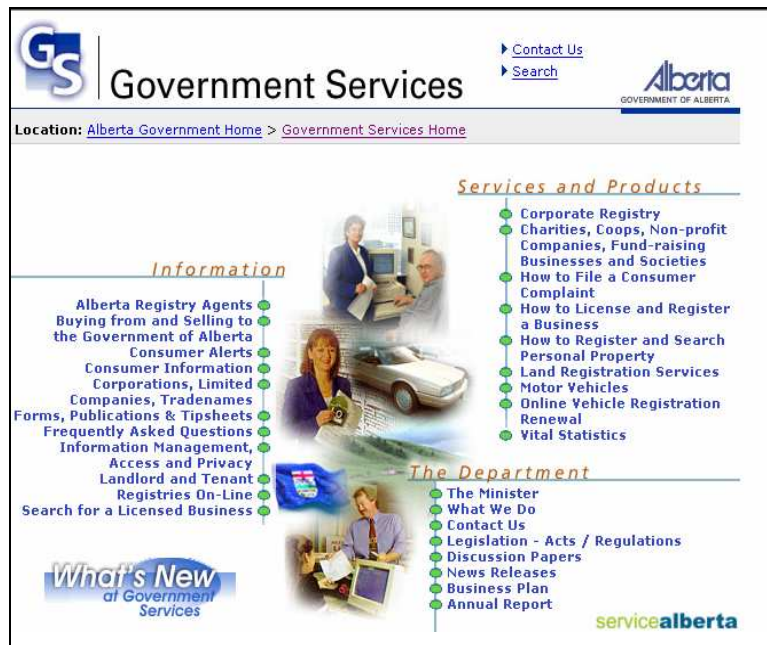 GS
Government Services
Contact Us
Search
Alberta
GOVERNMENT OF ALBERTA
Location: Alberta Government Home > Government Services Home
Information
Alberta Registry Agents
Buying from and Selling to
the Government of Alberta
Consumer Alerts
Consumer Information
Corporations, Limited
Companies, Tradenames
Forms, Publications & Tipsheets
Frequently Asked Questions
Information Management,
Access and Privacy
Landlord and Tenant
Registries On-Line
Search for a Licensed Business
What's New
at Government
Services
Services and Products
Corporate Registry
Charities, Coops, Non-profit
Companies, Fund-raising
Businesses and Societies
How to File a Consumer
Complaint
How to License and Register
a Business
How to Register and Search
Personal Property
Land Registration Services
Motor Vehicles
Online Vehicle Registration
Renewal
Vital Statistics
The Department
The Minister
What We Do
Contact Us
Legislation - Acts / Regulations
Discussion Papers
News Releases
Business Plan
Annual Report
servicealberta